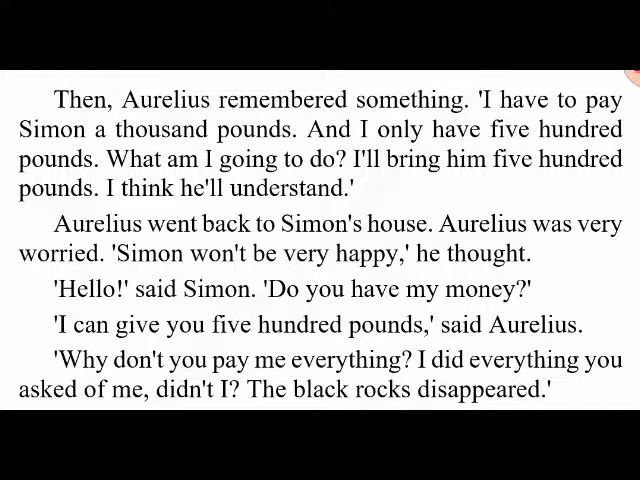 Then, Aurelius remembered something. 'I have to pay
Simon a thousand pounds. And I only have five hundred
pounds. What am I going to do? I'll bring him five hundred
pounds. I think he'll understand.'
Aurelius went back to Simon's house. Aurelius was very
worried. 'Simon won't be very happy,' he thought.
'Hello!' said Simon. 'Do you have my money?'
'I can give you five hundred pounds,' said Aurelius.
'Why don't you pay me everything? I did everything you
asked of me, didn't I? The black rocks disappeared.'